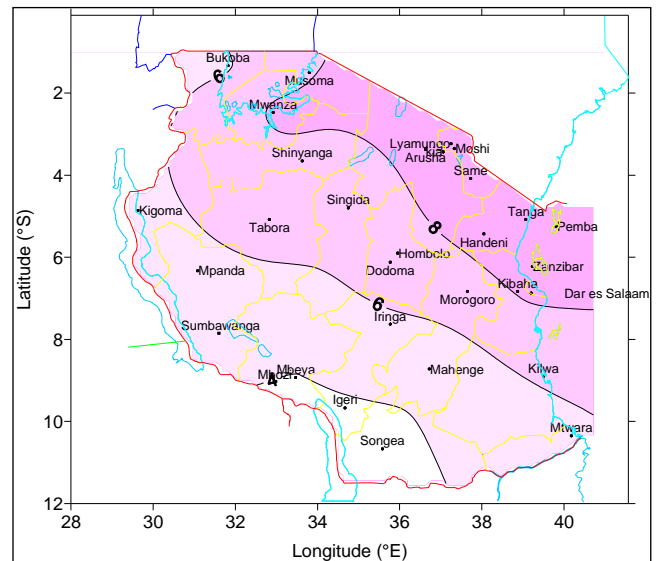 Bukoba
6
Musoma
2
Mwanza
Lyamungo
Moshi
kia
Shinyanga
Arusha
Same
4
Singida
Kigoma
Tanga
Tabora
8
Pemba
Handeni
Hombolo
6
Mpanda
Dodoma
Zanzibar
Kibaha
Morogoro
Dar es Salaam
6
Sumbawanga
Iringa
8
Mbeya
Mahenge
Kilwa
Mbozi
4
Igeri
10
Mtwara
Songea
12
28
30
32
34
36
38
40
Latitude (°S)
Longitude (°E)